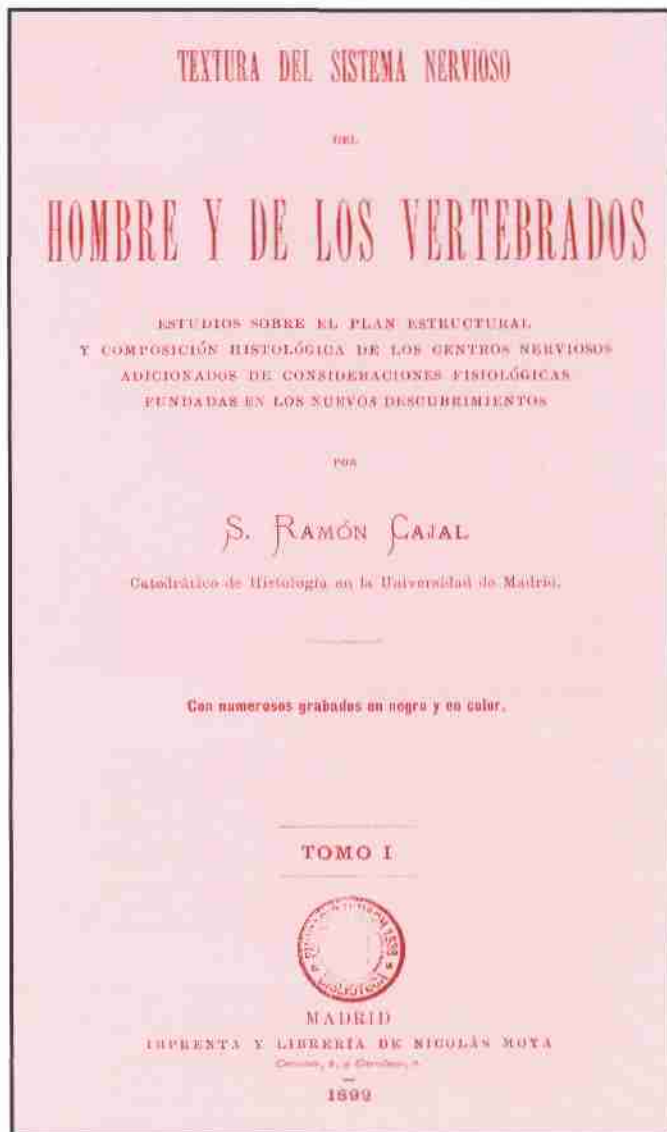 TEXTURA DEL SISTEMA NERVIOSO
DEL
HOMBRE Y DE LOS VERTEBRADOS
ESTUDIOS SOBRE EL PLAN ESTRUCTURAL
Y COMPOSICIÓN HISTOLÓGICA DE LOS CENTROS NERVIOSOS
ADICIONADOS DE CONSIDERACIONES FISIOLÓGICAS
FUNDADAS EN LOS NUEVOS DESCUBRIMIENTOS
POR
S. RAMÓN CAJAL
Catedrático de Histología en la Universidad de Madrid.
Con numerosos grabados en negro y en color.
TOMO I
MADRID
IMPRENTA Y LIBRERÍA DE NICOLÁS MOYA
1899